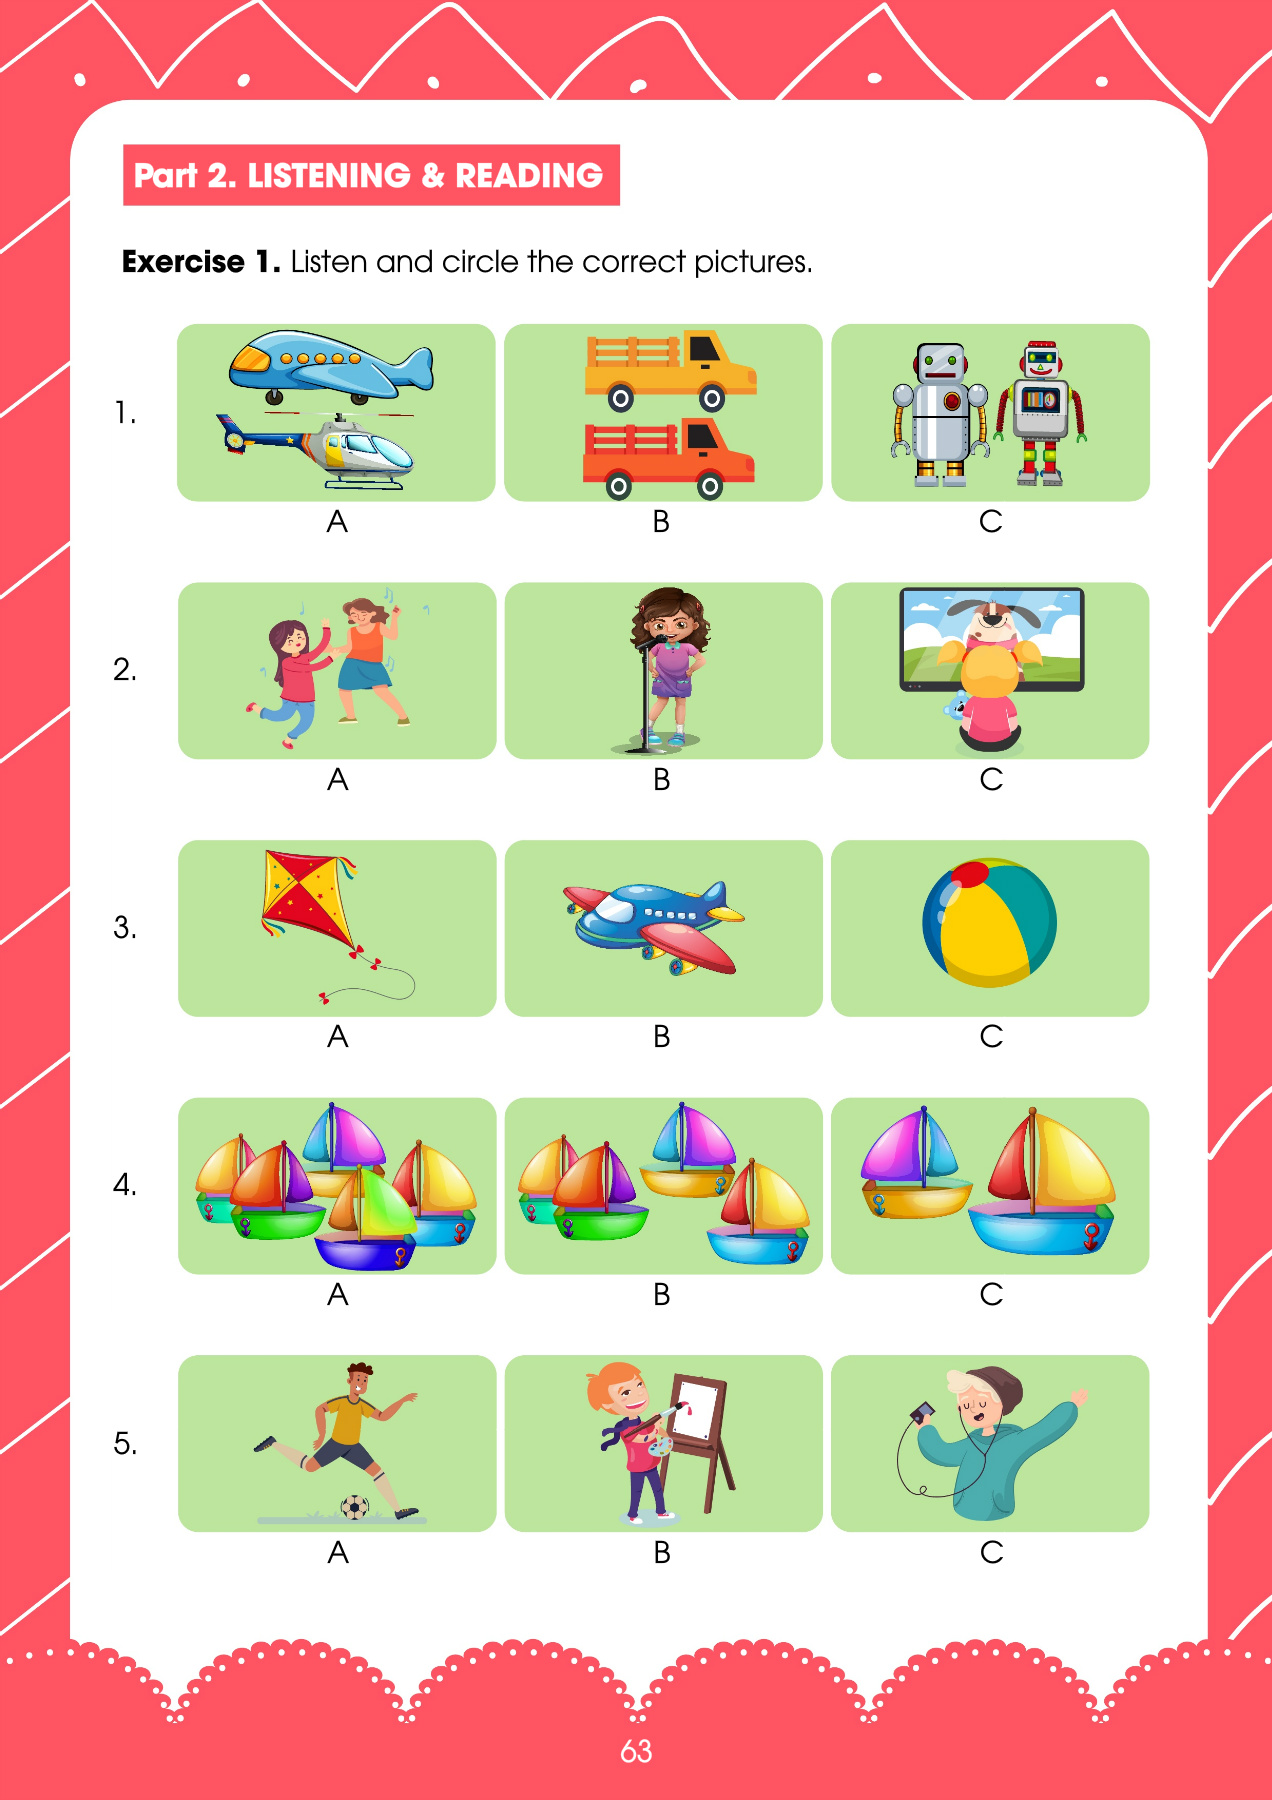 Part 2. LISTENING & READING
Exercise 1. Listen and circle the correct pictures.
1.
A B C
2.
A B C
3.
A B C
4.
A B C
5.
A B C
63